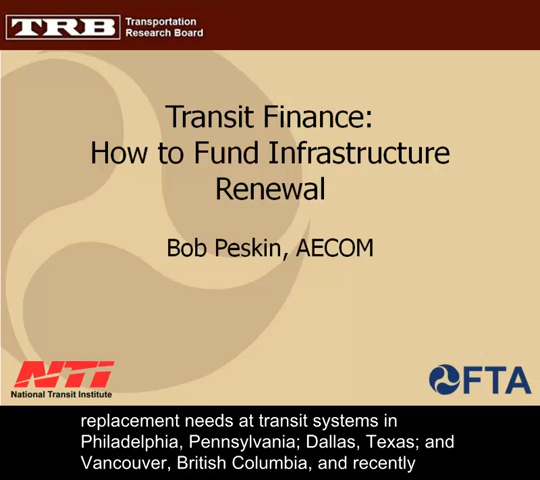 TRB
Transportation
Research Board
Transit Finance:
How to Fund Infrastructure
Renewal
Bob Peskin, AECOM
NTI
National Transit Institute
FTA
replacement needs at transit systems in
Philadelphia, Pennsylvania; Dallas, Texas; and
Vancouver, British Columbia, and recently